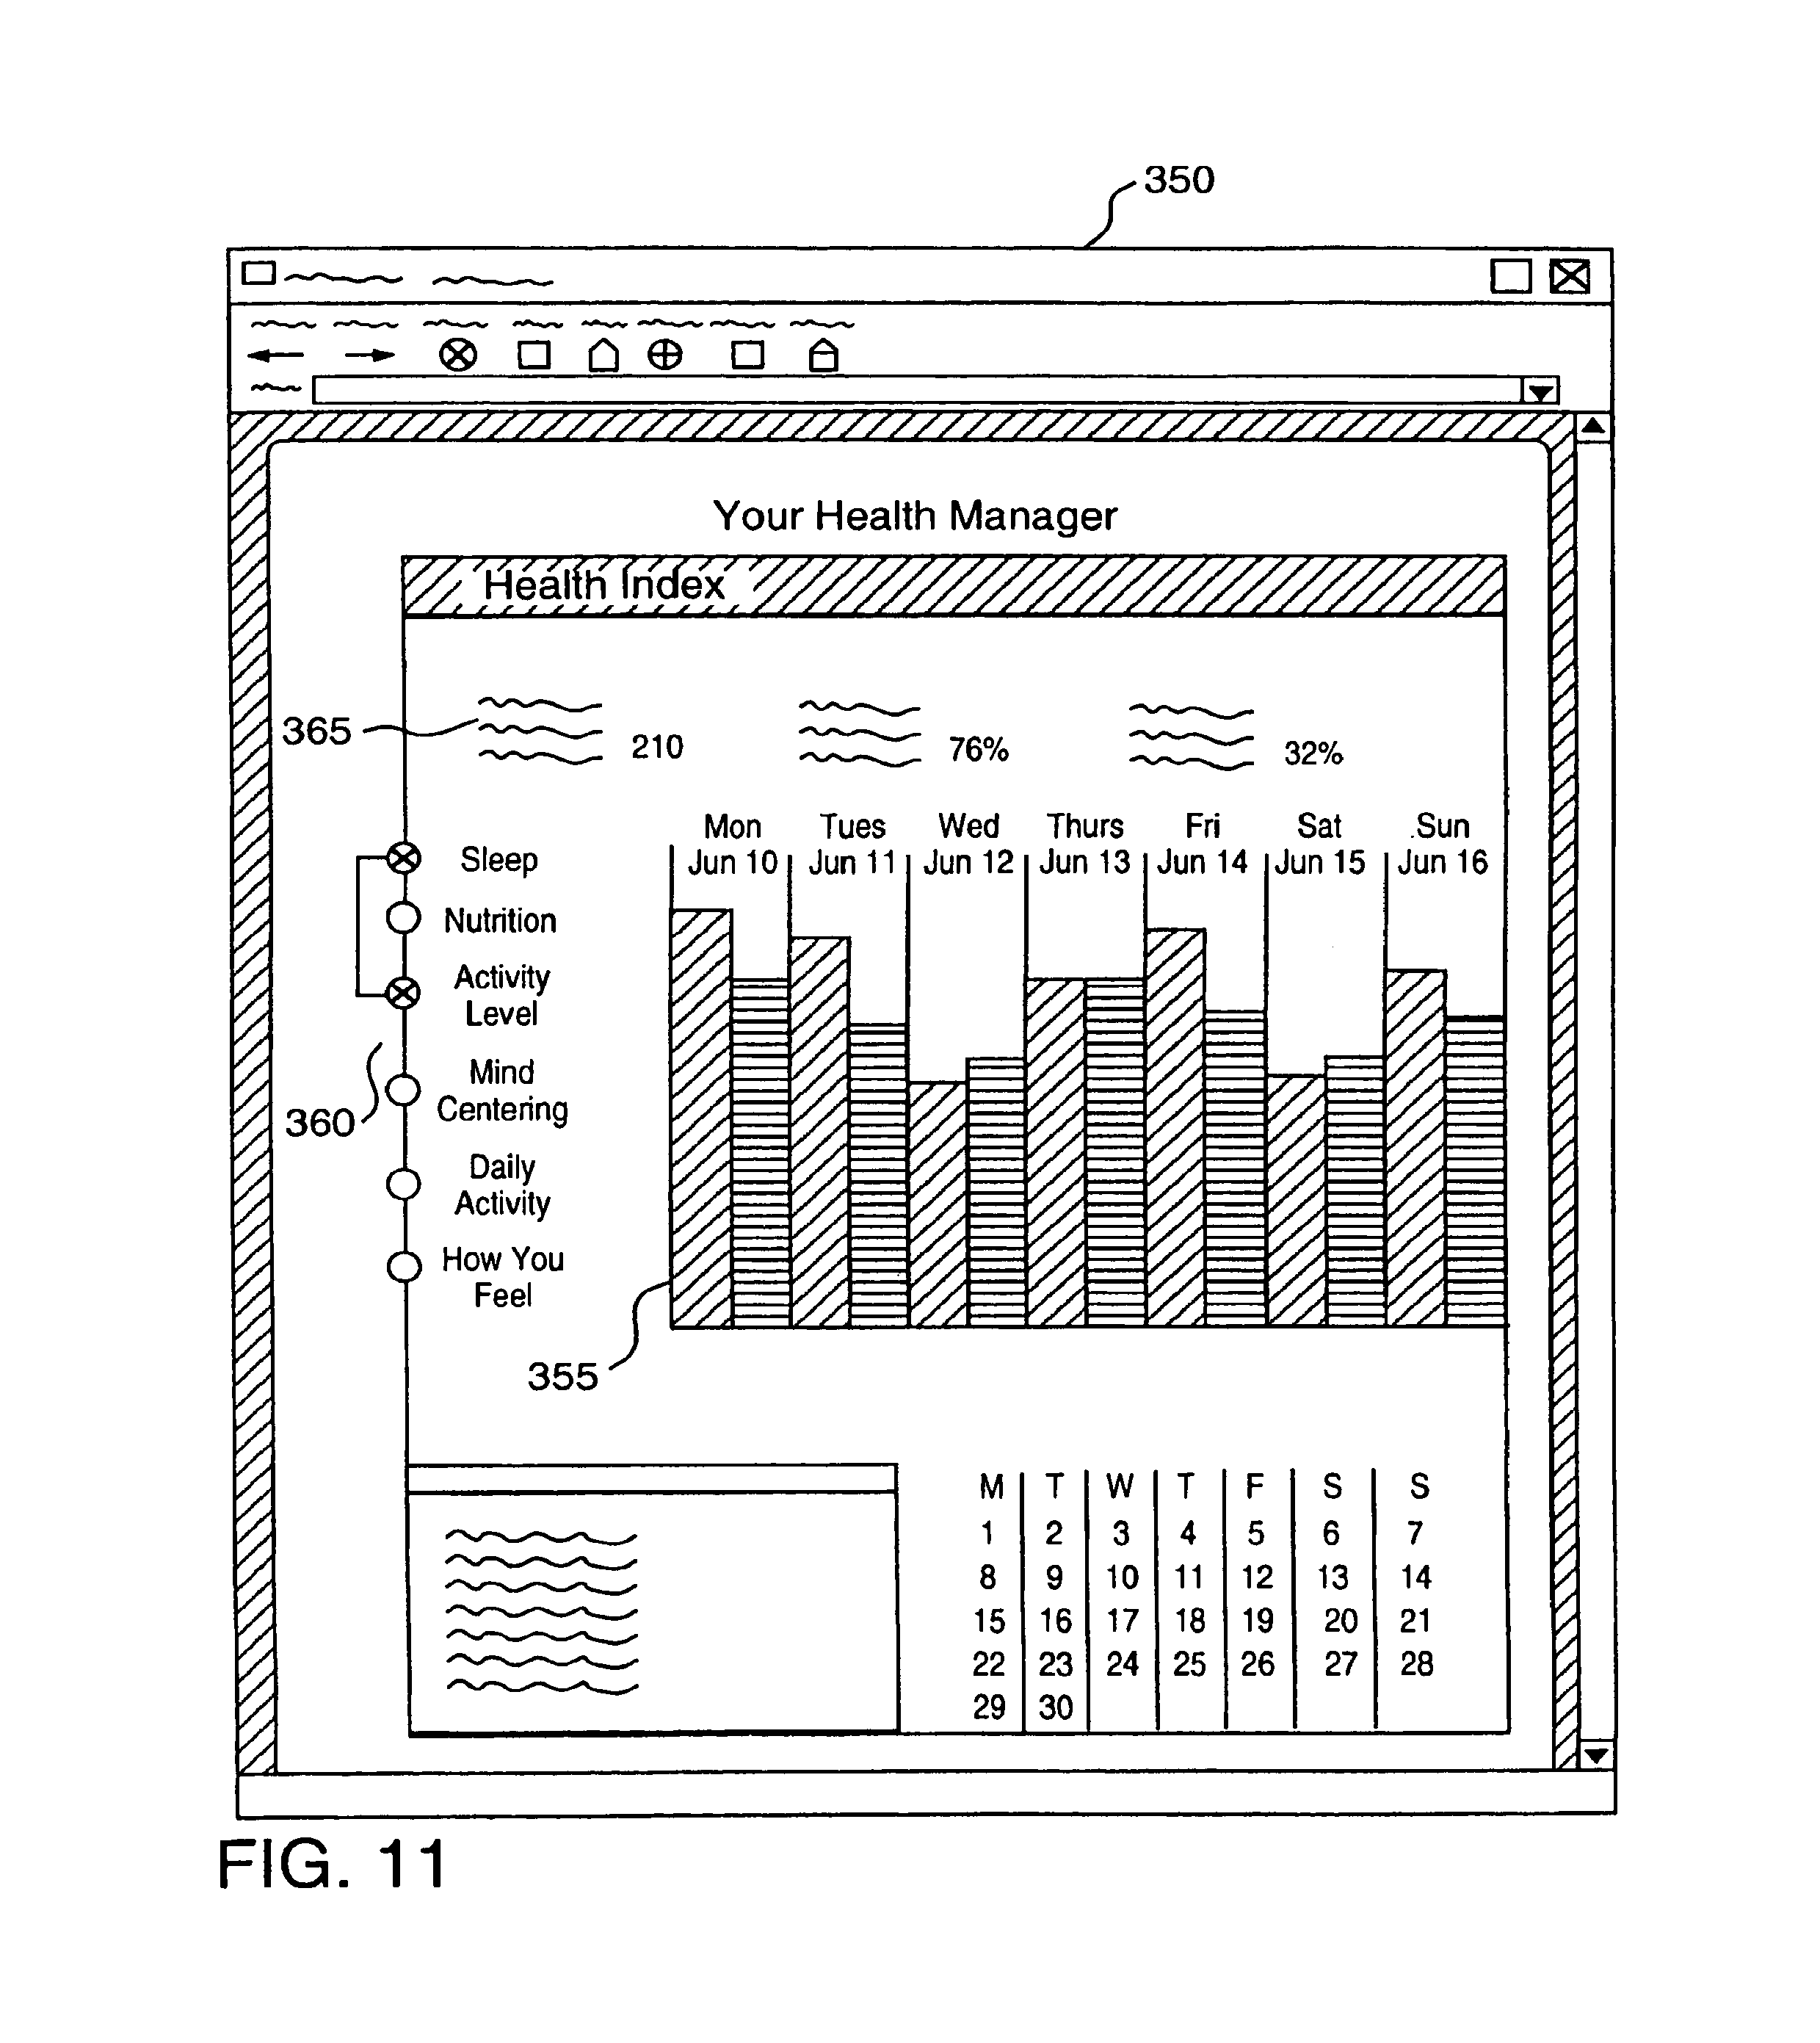 350
Your Health Manager
Health Index
365
210
76%
32%
Mon Tues Wed Thurs Fri Sat Sun
Jun 10 Jun 11 Jun 12 Jun 13 Jun 14 Jun 15 Jun 16
Sleep
Nutrition
Activity
Level
Mind
Centering
360
Daily
Activity
How You
Feel
355
M T W T F S S
1 2 3 4 5 6 7
8 9 10 11 12 13 14
15 16 17 18 19 20 21
22 23 24 25 26 27 28
29 30
FIG. 11